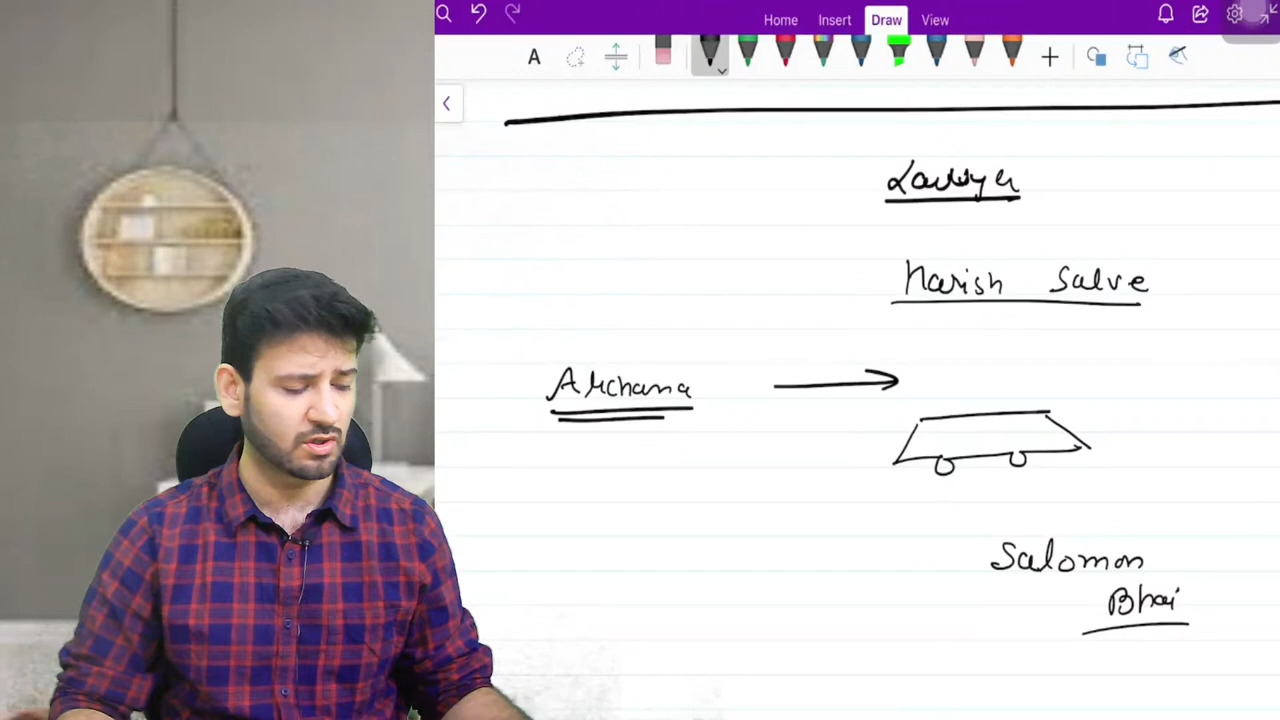 Home Insert Draw View
A
Lawyer
Harish Salve
Archana
Salomon
Bhai